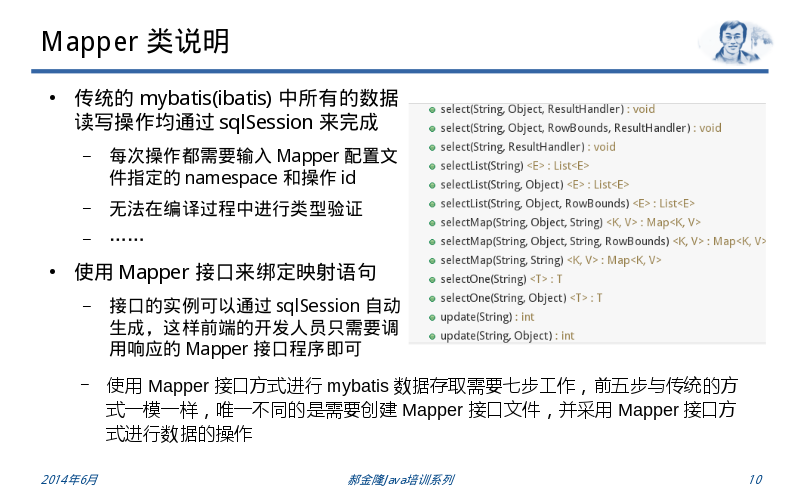 Mapper 类说明
• 传统的 mybatis(ibatis) 中所有的数据
读写操作均通过 sqlSession 来完成
– 每次操作都需要输入 Mapper 配置文
件指定的 namespace 和操作 id
– 无法在编译过程中进行类型验证
– ……
• 使用 Mapper 接口来绑定映射语句
– 接口的实例可以通过 sqlSession 自动
生成，这样前端的开发人员只需要调
用响应的 Mapper 接口程序即可
select(String, Object, ResultHandler) : void
select(String, Object, RowBounds, ResultHandler) : void
select(String, ResultHandler) : void
selectList(String) <E> : List<E>
selectList(String, Object) <E> : List<E>
selectList(String, Object, RowBounds) <E> : List<E>
selectMap(String, Object, String) <K, V> : Map<K, V>
selectMap(String, Object, String, RowBounds) <K, V> : Map<K, V>
selectMap(String, String) <K, V> : Map<K, V>
selectOne(String) <T> : T
selectOne(String, Object) <T> : T
update(String) : int
update(String, Object) : int
– 使用 Mapper 接口方式进行 mybatis 数据存取需要七步工作，前五步与传统的方
式一模一样，唯一不同的是需要创建 Mapper 接口文件，并采用 Mapper 接口方
式进行数据的操作
2014年6月
郝金隆Java培训系列
10